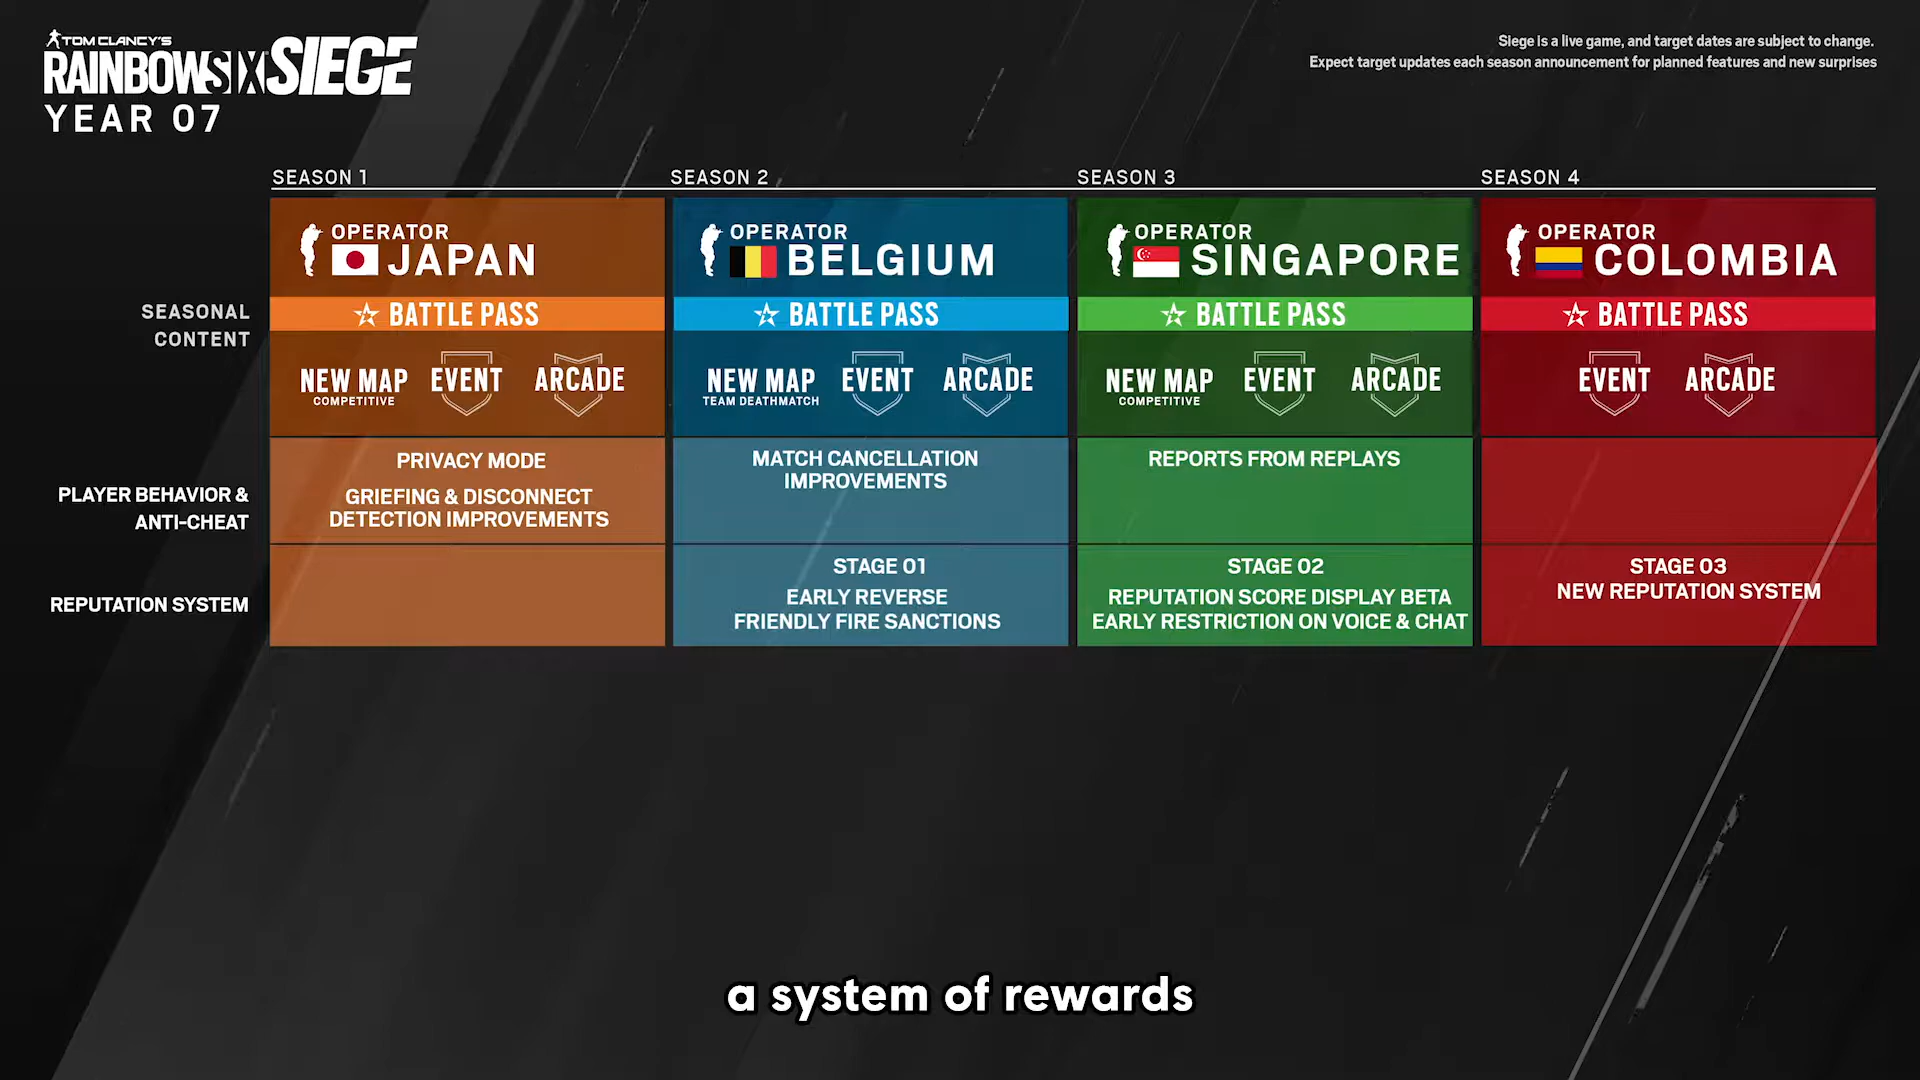 TOM CLANCY'S
RAINBOWSIX SIEGE
YEAR 07
Siege is a live game, and target dates are subject to change.
Expect target updates each season announcement for planned features and new surprises
SEASON 1
SEASON 2
SEASON 3
SEASON 4
SEASONAL
CONTENT
OPERATOR
JAPAN
BATTLE PASS
NEW MAP
COMPETITIVE
EVENT
ARCADE
OPERATOR
BELGIUM
BATTLE PASS
NEW MAP
TEAM DEATHMATCH
EVENT
ARCADE
OPERATOR
SINGAPORE
BATTLE PASS
NEW MAP
COMPETITIVE
EVENT
ARCADE
OPERATOR
COLOMBIA
BATTLE PASS
EVENT
ARCADE
PLAYER BEHAVIOR &
ANTI-CHEAT
PRIVACY MODE
GRIEFING & DISCONNECT
DETECTION IMPROVEMENTS
MATCH CANCELLATION
IMPROVEMENTS
REPORTS FROM REPLAYS
REPUTATION SYSTEM
STAGE 01
EARLY REVERSE
FRIENDLY FIRE SANCTIONS
STAGE 02
REPUTATION SCORE DISPLAY BETA
EARLY RESTRICTION ON VOICE & CHAT
STAGE 03
NEW REPUTATION SYSTEM
a system of rewards